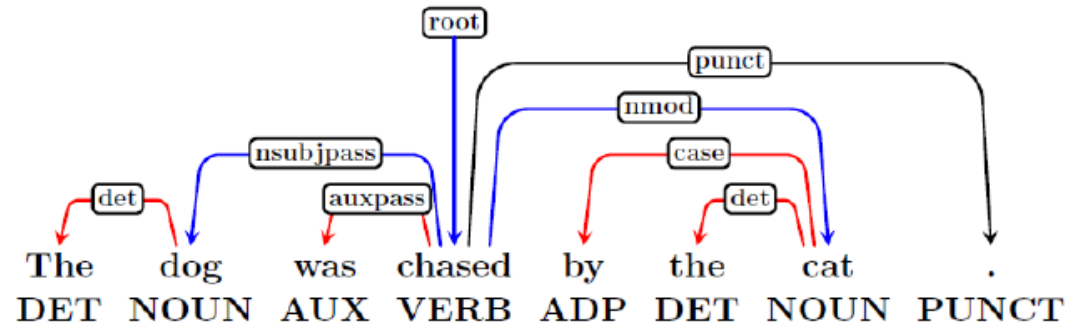 root
punct
nmod
nsubjpass case
det auxpass det
The dog was chased by the cat .
DET NOUN AUX VERB ADP DET NOUN PUNCT